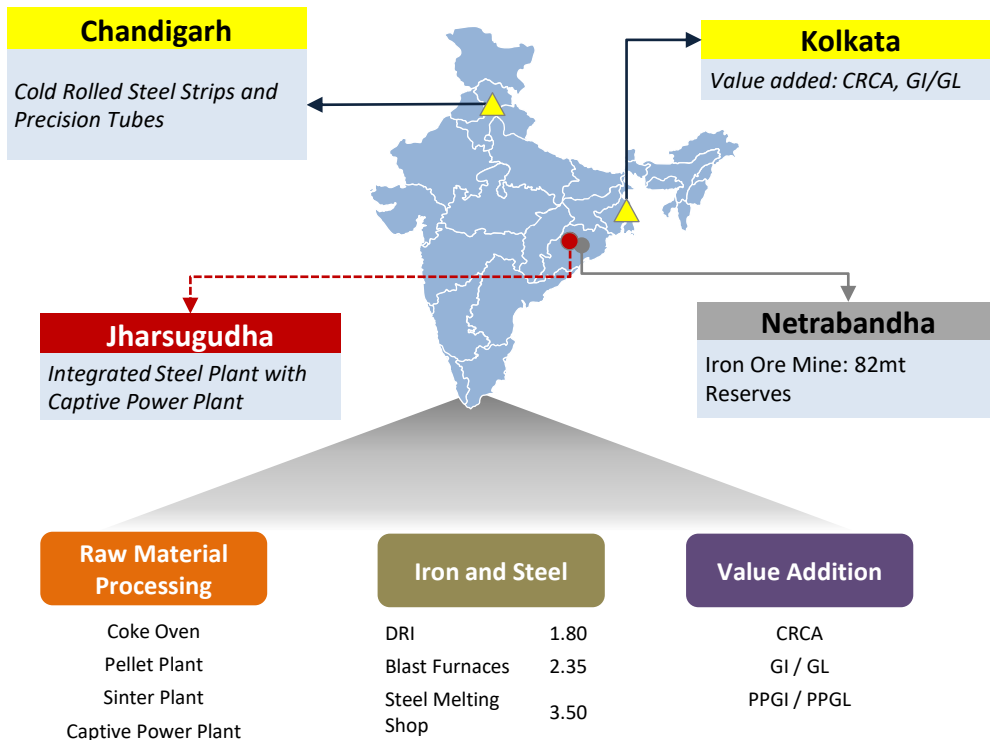 Chandigarh
Cold Rolled Steel Strips and
Precision Tubes
Kolkata
Value added: CRCA, GI/GL
Jharsugudha
Integrated Steel Plant with
Captive Power Plant
Netrabandha
Iron Ore Mine: 82mt
Reserves
Raw Material
Processing
Coke Oven
Pellet Plant
Sinter Plant
Captive Power Plant
Iron and Steel
DRI 1.80
Blast Furnaces 2.35
Steel Melting
Shop 3.50
Value Addition
CRCA
GI / GL
PPGI / PPGL